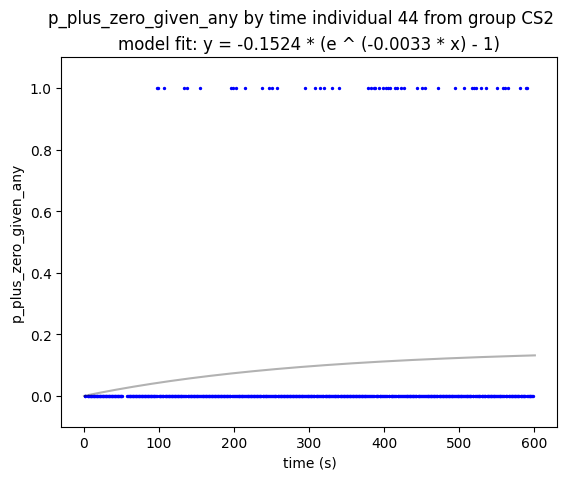 p_plus_zero_given_any by time individual 44 from group CS2
model fit: y = -0.1524 * (e ^ (-0.0033 * x) - 1)
1.0
0.8
0.6
0.4
0.2
0.0
p_plus_zero_given_any
0 100 200 300 400 500 600
time (s)